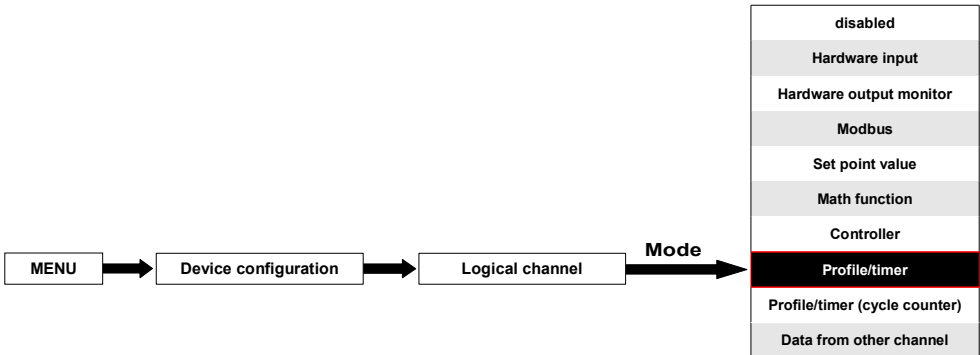 disabled
Hardware input
Hardware output monitor
Modbus
Set point value
Math function
Controller
Mode
MENU
Device configuration
Logical channel
Profile/timer
Profile/timer (cycle counter)
Data from other channel